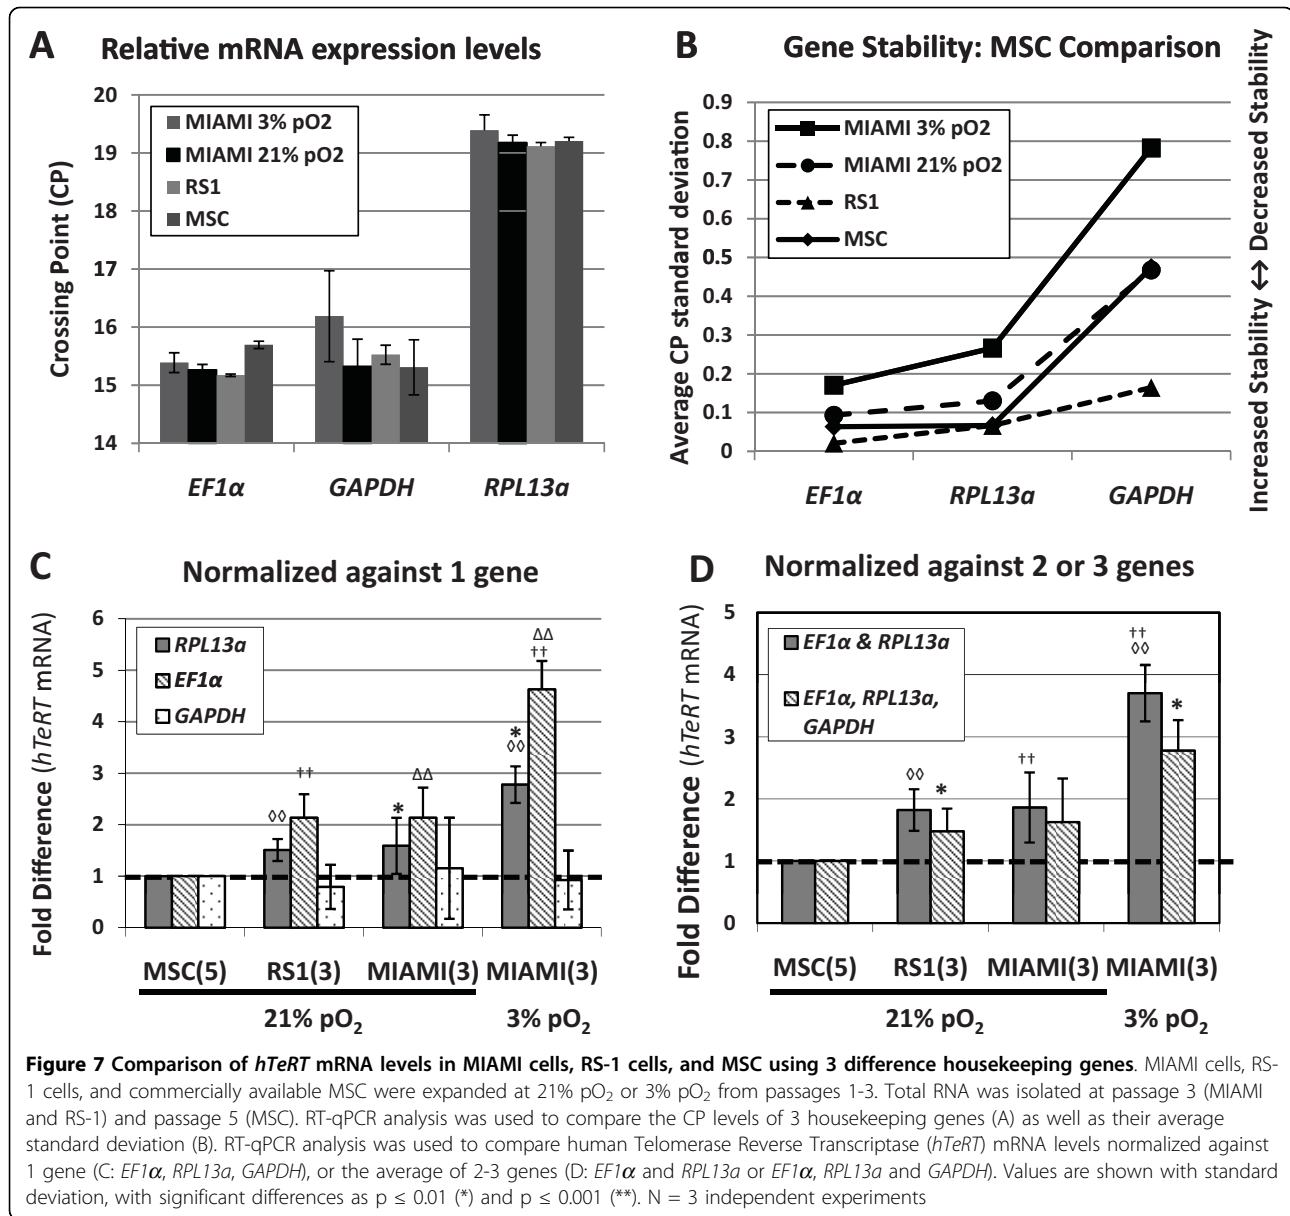 A Relative mRNA expression levels
20
19
18
17
16
15
14
Crossing Point (CP)
MIAMI 3% pO2
MIAMI 21% pO2
RS1
MSC
EF1α GAPDH RPL13a
B Gene Stability: MSC Comparison
0.9
0.8
0.7
0.6
0.5
0.4
0.3
0.2
0.1
0
Average CP standard deviation
MIAMI 3% pO2
MIAMI 21% pO2
RS1
MSC
EF1α RPL13a GAPDH
Increased Stability ↔ Decreased Stability
C Normalized against 1 gene
6
5
4
3
2
1
0
Fold Difference (hTeRT mRNA)
RPL13a
EF1α
GAPDH
◊◊ †† * ΔΔ * ◊◊ ΔΔ ††
MSC(5) RS1(3) MIAMI(3) MIAMI(3)
21% pO₂ 3% pO₂
D Normalized against 2 or 3 genes
5
4
3
2
1
0
Fold Difference (hTeRT mRNA)
EF1α & RPL13a
EF1α, RPL13a,
GAPDH
◊◊ * †† †† ◊◊ *
MSC(5) RS1(3) MIAMI(3) MIAMI(3)
21% pO₂ 3% pO₂
Figure 7 Comparison of hTeRT mRNA levels in MIAMI cells, RS-1 cells, and MSC using 3 difference housekeeping genes. MIAMI cells, RS-
1 cells, and commercially available MSC were expanded at 21% pO₂ or 3% pO₂ from passages 1-3. Total RNA was isolated at passage 3 (MIAMI
and RS-1) and passage 5 (MSC). RT-qPCR analysis was used to compare the CP levels of 3 housekeeping genes (A) as well as their average
standard deviation (B). RT-qPCR analysis was used to compare human Telomerase Reverse Transcriptase (hTeRT) mRNA levels normalized against
1 gene (C: EF1α, RPL13a, GAPDH), or the average of 2-3 genes (D: EF1α and RPL13a or EF1α, RPL13a and GAPDH). Values are shown with standard
deviation, with significant differences as p ≤ 0.01 (*) and p ≤ 0.001 (**). N = 3 independent experiments